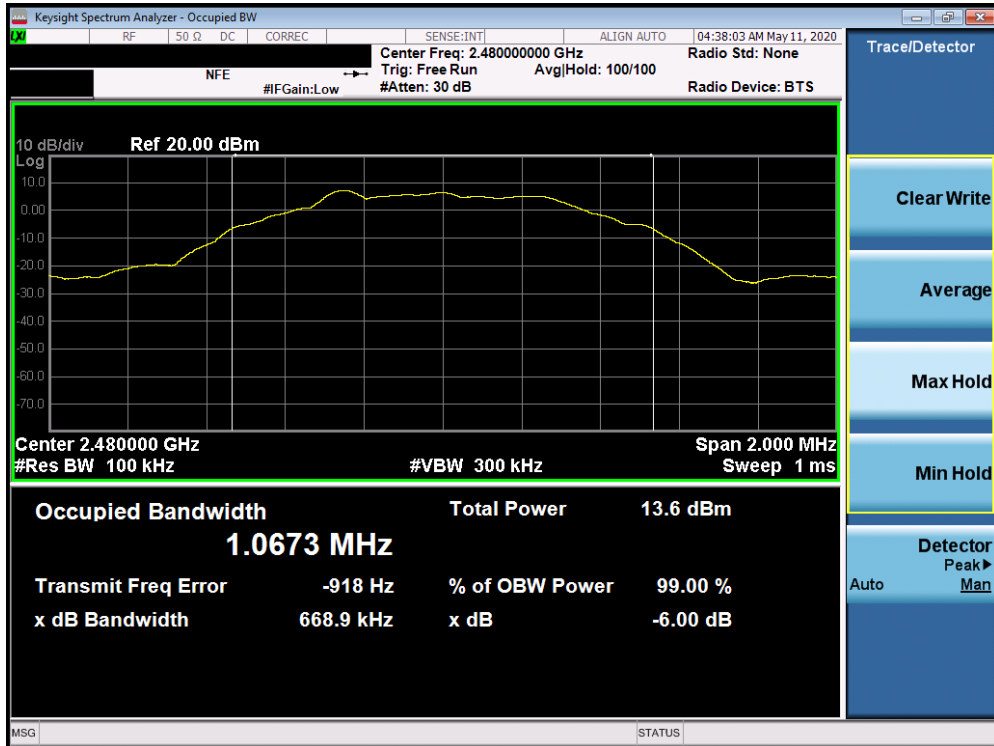 Keysight Spectrum Analyzer - Occupied BW
LXI RF 50 Ω DC CORREC SENSE:INT ALIGN AUTO 04:38:03 AM May 11, 2020
Center Freq: 2.480000000 GHz Radio Std: None
NFE Trig: Free Run Avg|Hold: 100/100
#IFGain:Low #Atten: 30 dB Radio Device: BTS
10 dB/div Ref 20.00 dBm
Log
10.0
0.00
-10.0
-20.0
-30.0
-40.0
-50.0
-60.0
-70.0
Center 2.480000 GHz Span 2.000 MHz
#Res BW 100 kHz #VBW 300 kHz Sweep 1 ms
Occupied Bandwidth Total Power 13.6 dBm
1.0673 MHz
Transmit Freq Error -918 Hz % of OBW Power 99.00 %
x dB Bandwidth 668.9 kHz x dB -6.00 dB
Trace/Detector
Clear Write
Average
Max Hold
Min Hold
Detector
Peak▶
Auto Man
MSG STATUS